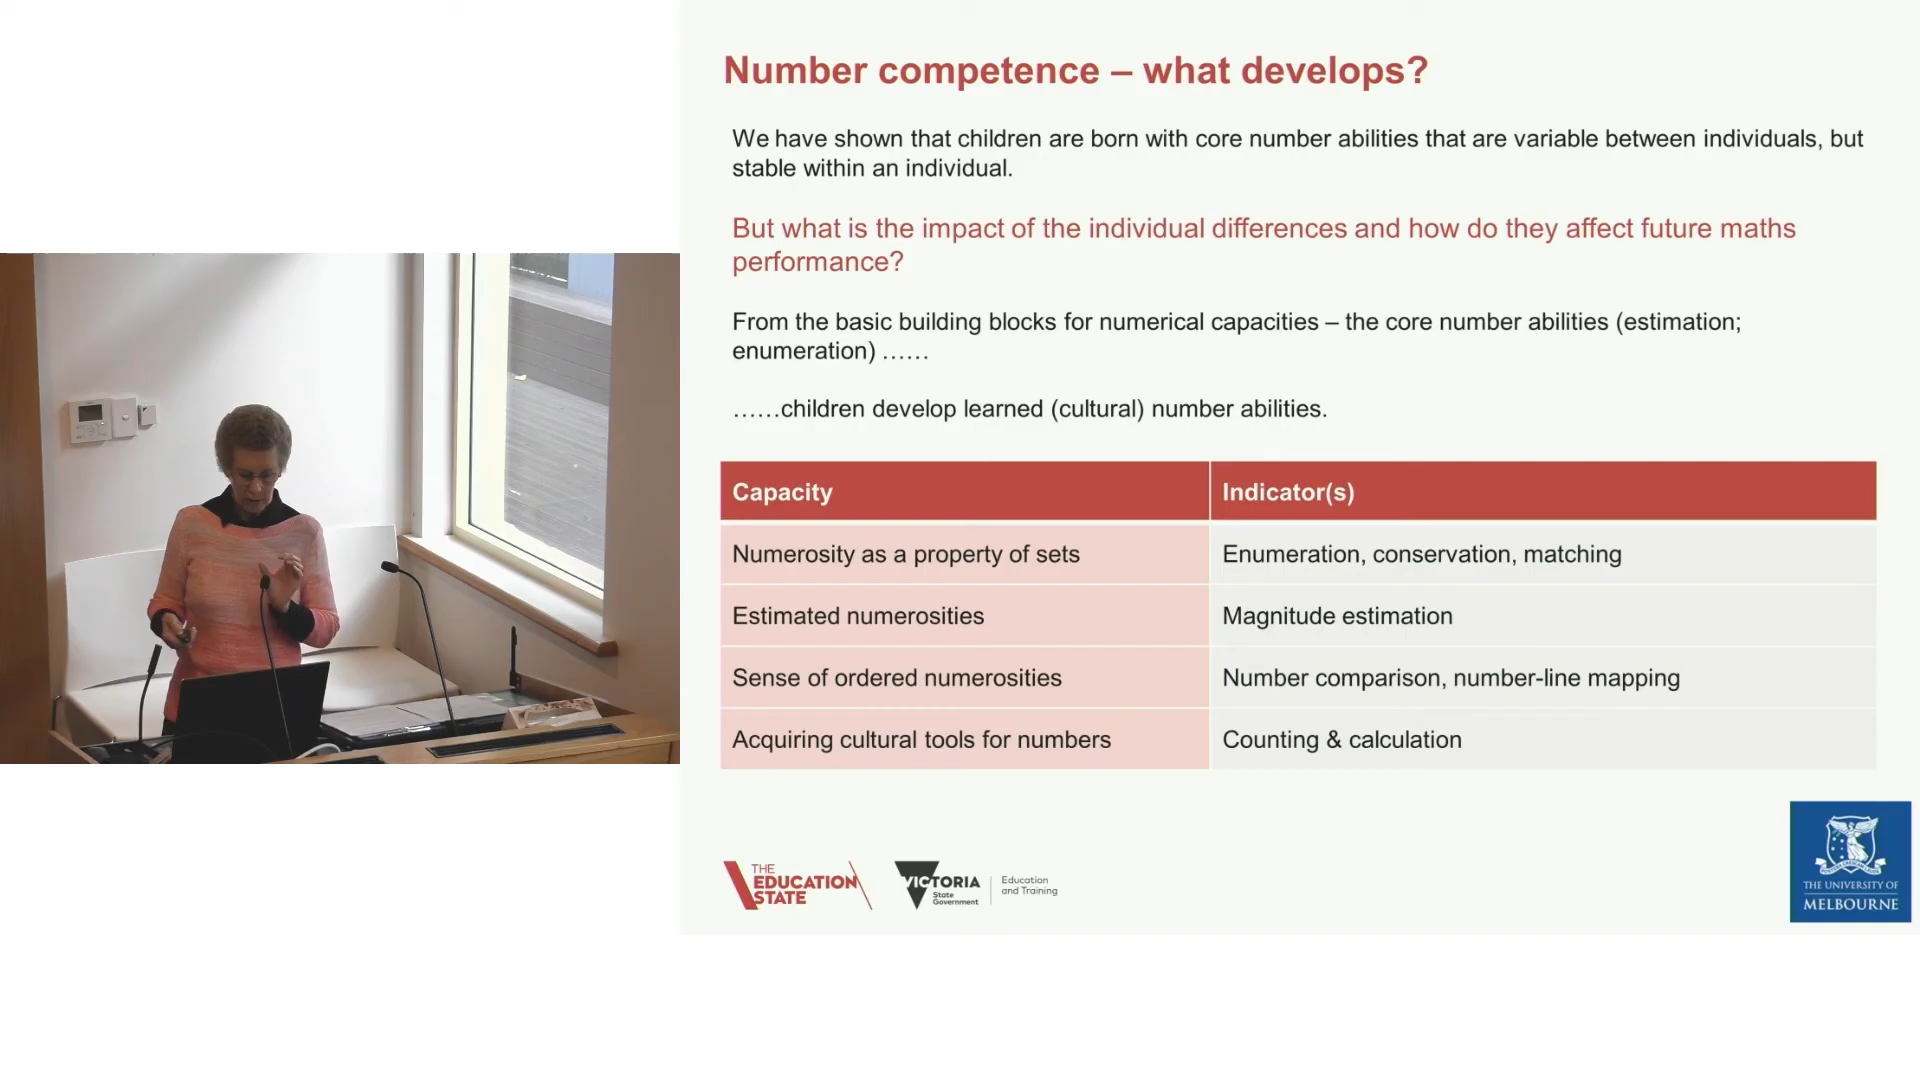 Number competence – what develops?
We have shown that children are born with core number abilities that are variable between individuals, but
stable within an individual.
But what is the impact of the individual differences and how do they affect future maths
performance?
From the basic building blocks for numerical capacities – the core number abilities (estimation;
enumeration) ……
……children develop learned (cultural) number abilities.
Capacity Indicator(s)
Numerosity as a property of sets Enumeration, conservation, matching
Estimated numerosities Magnitude estimation
Sense of ordered numerosities Number comparison, number-line mapping
Acquiring cultural tools for numbers Counting & calculation
THE
EDUCATION
STATE
VICTORIA
State
Government
Education
and Training
THE UNIVERSITY OF
MELBOURNE